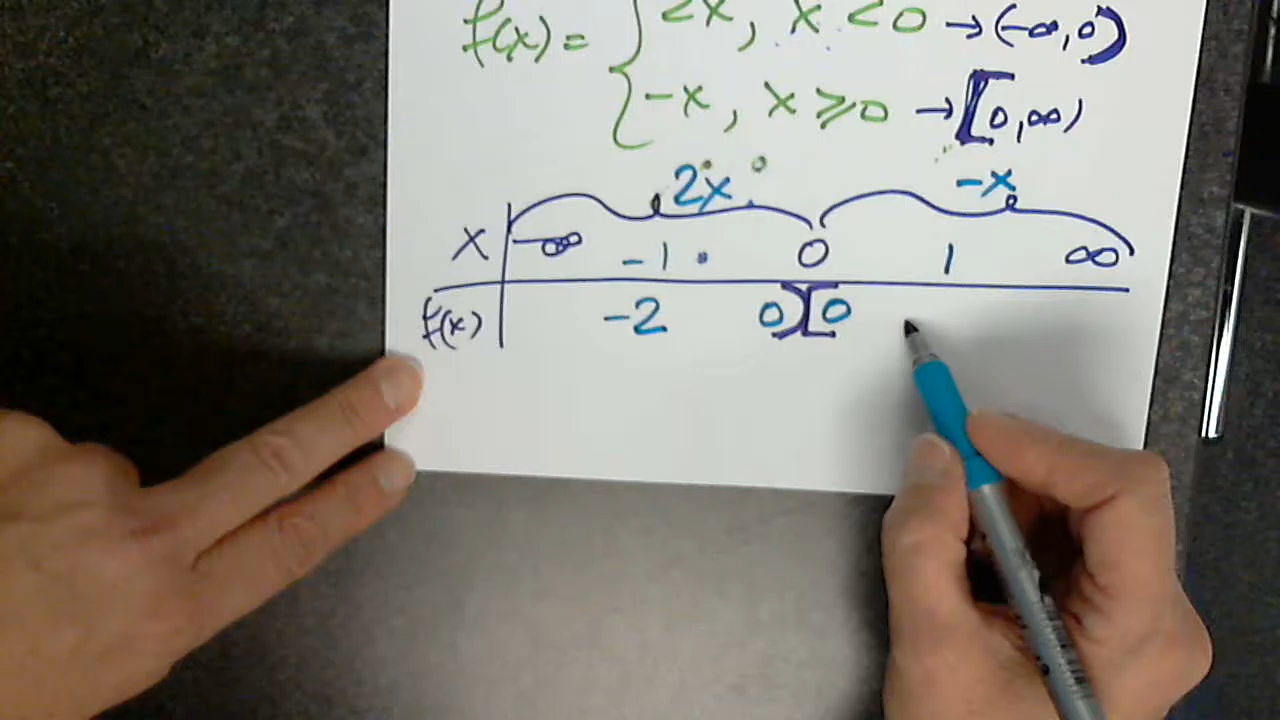 f(x) = { 2x, x < 0 → (-∞, 0)
-x, x ≥ 0 → [0, ∞)
2x -x
x -∞ -1 0 1 ∞
f(x) -2 0 ) [ 0